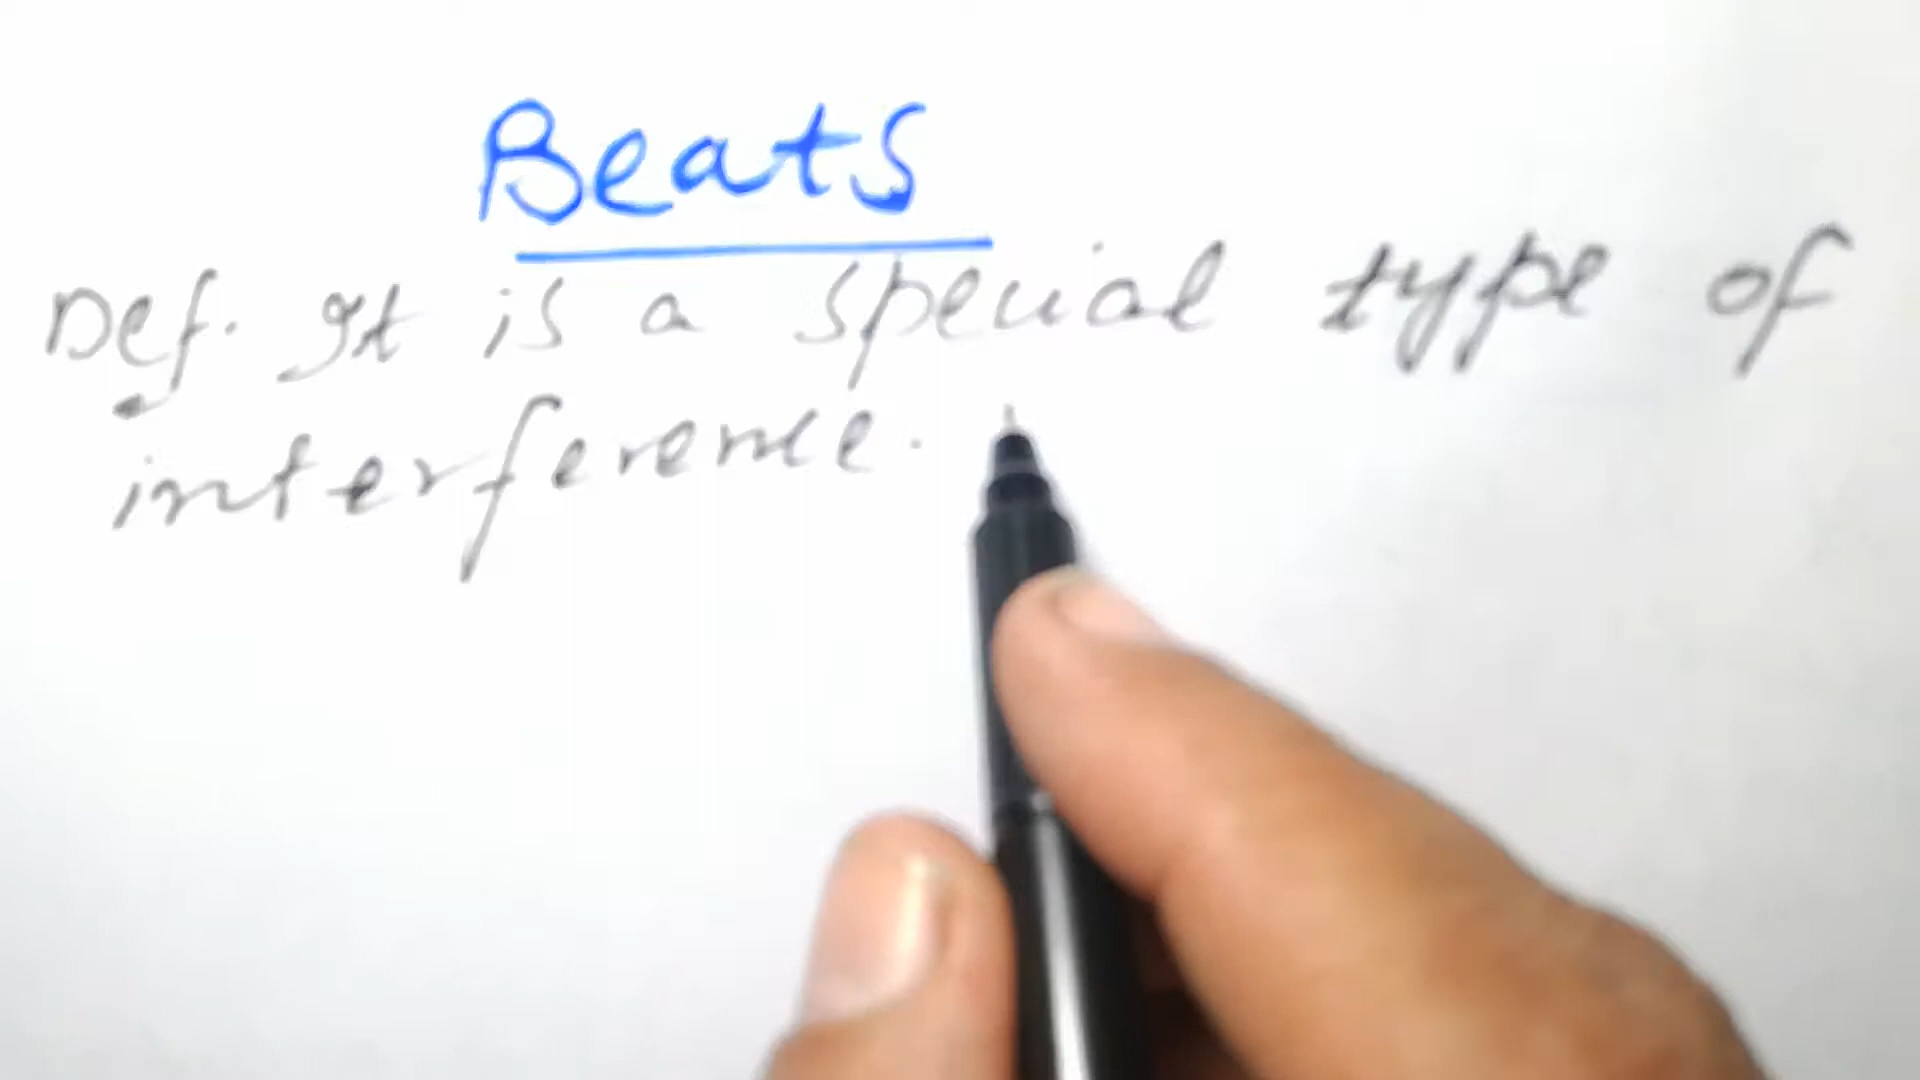 Beats
Def. It is a special type of
interference.